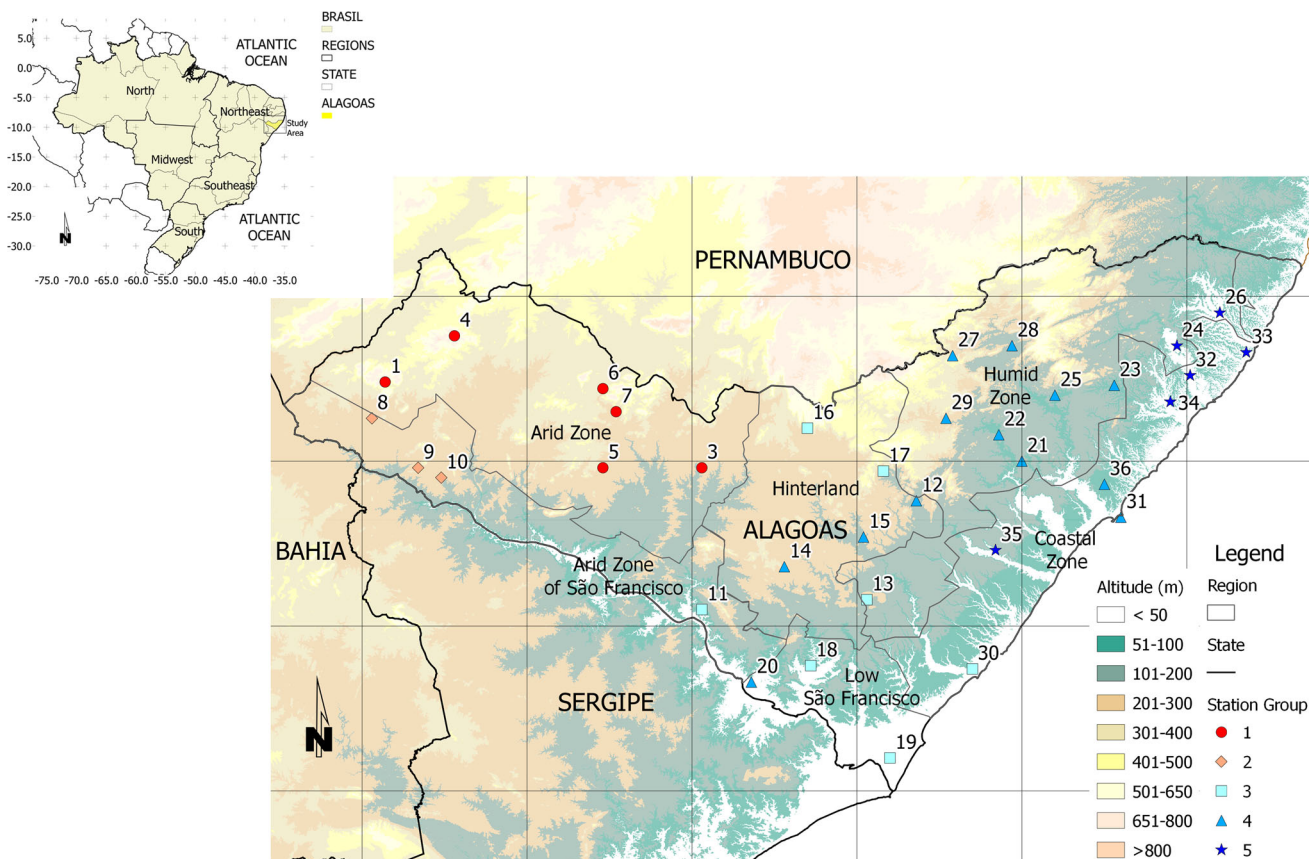 BRASIL
REGIONS
STATE
ALAGOAS
ATLANTIC
OCEAN
North
Northeast
Study
Area
Midwest
Southeast
South
ATLANTIC
OCEAN
N
5.0
0.0
-5.0
-10.0
-15.0
-20.0
-25.0
-30.0
-75.0 -70.0 -65.0 -60.0 -55.0 -50.0 -45.0 -40.0 -35.0
PERNAMBUCO
26
4
28
24
33
27
32
1
6
Humid
Zone
23
25
8
7
34
16
29
22
Arid Zone
5
3
21
9
10
17
36
Hinterland
12
31
ALAGOAS
15
35
Coastal
Zone
BAHIA
14
Arid Zone
of São Francisco
13
11
18
30
20
Low
São Francisco
SERGIPE
19
N
Legend
Altitude (m)
< 50
51-100
101-200
201-300
301-400
401-500
501-650
651-800
>800
Region
State
Station Group
1
2
3
4
5